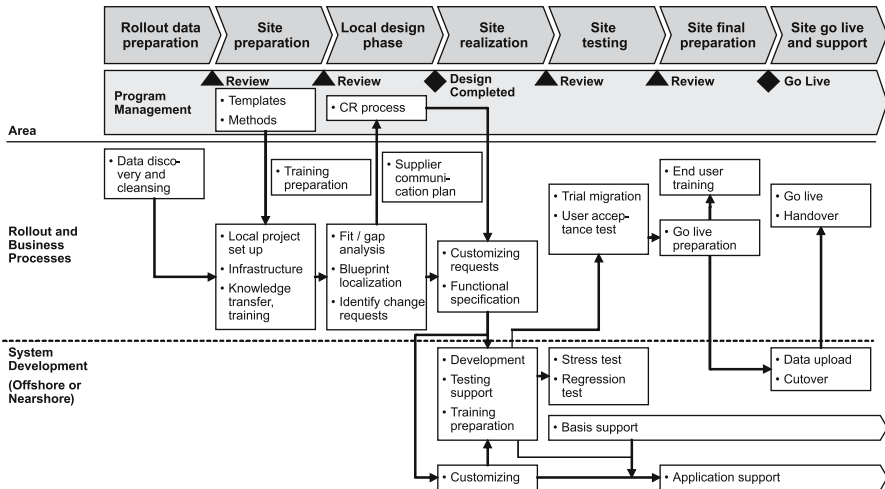 Rollout data
preparation
Site
preparation
Local design
phase
Site
realization
Site
testing
Site final
preparation
Site go live
and support
Program
Management
Review
Review
Design
Completed
Review
Review
Go Live
• Templates
• Methods
• CR process
Area
• Data disco-
very and
cleansing
• Training
preparation
• Supplier
communi-
cation plan
• Trial migration
• User accep-
tance test
• End user
training
• Go live
preparation
• Go live
• Handover
Rollout and
Business
Processes
• Local project
set up
• Infrastructure
• Knowledge
transfer,
training
• Fit / gap
analysis
• Blueprint
localization
• Identify change
requests
• Customizing
requests
• Functional
specification
System
Development
(Offshore or
Nearshore)
• Development
• Testing
support
• Training
preparation
• Stress test
• Regression
test
• Data upload
• Cutover
• Basis support
• Customizing
• Application support